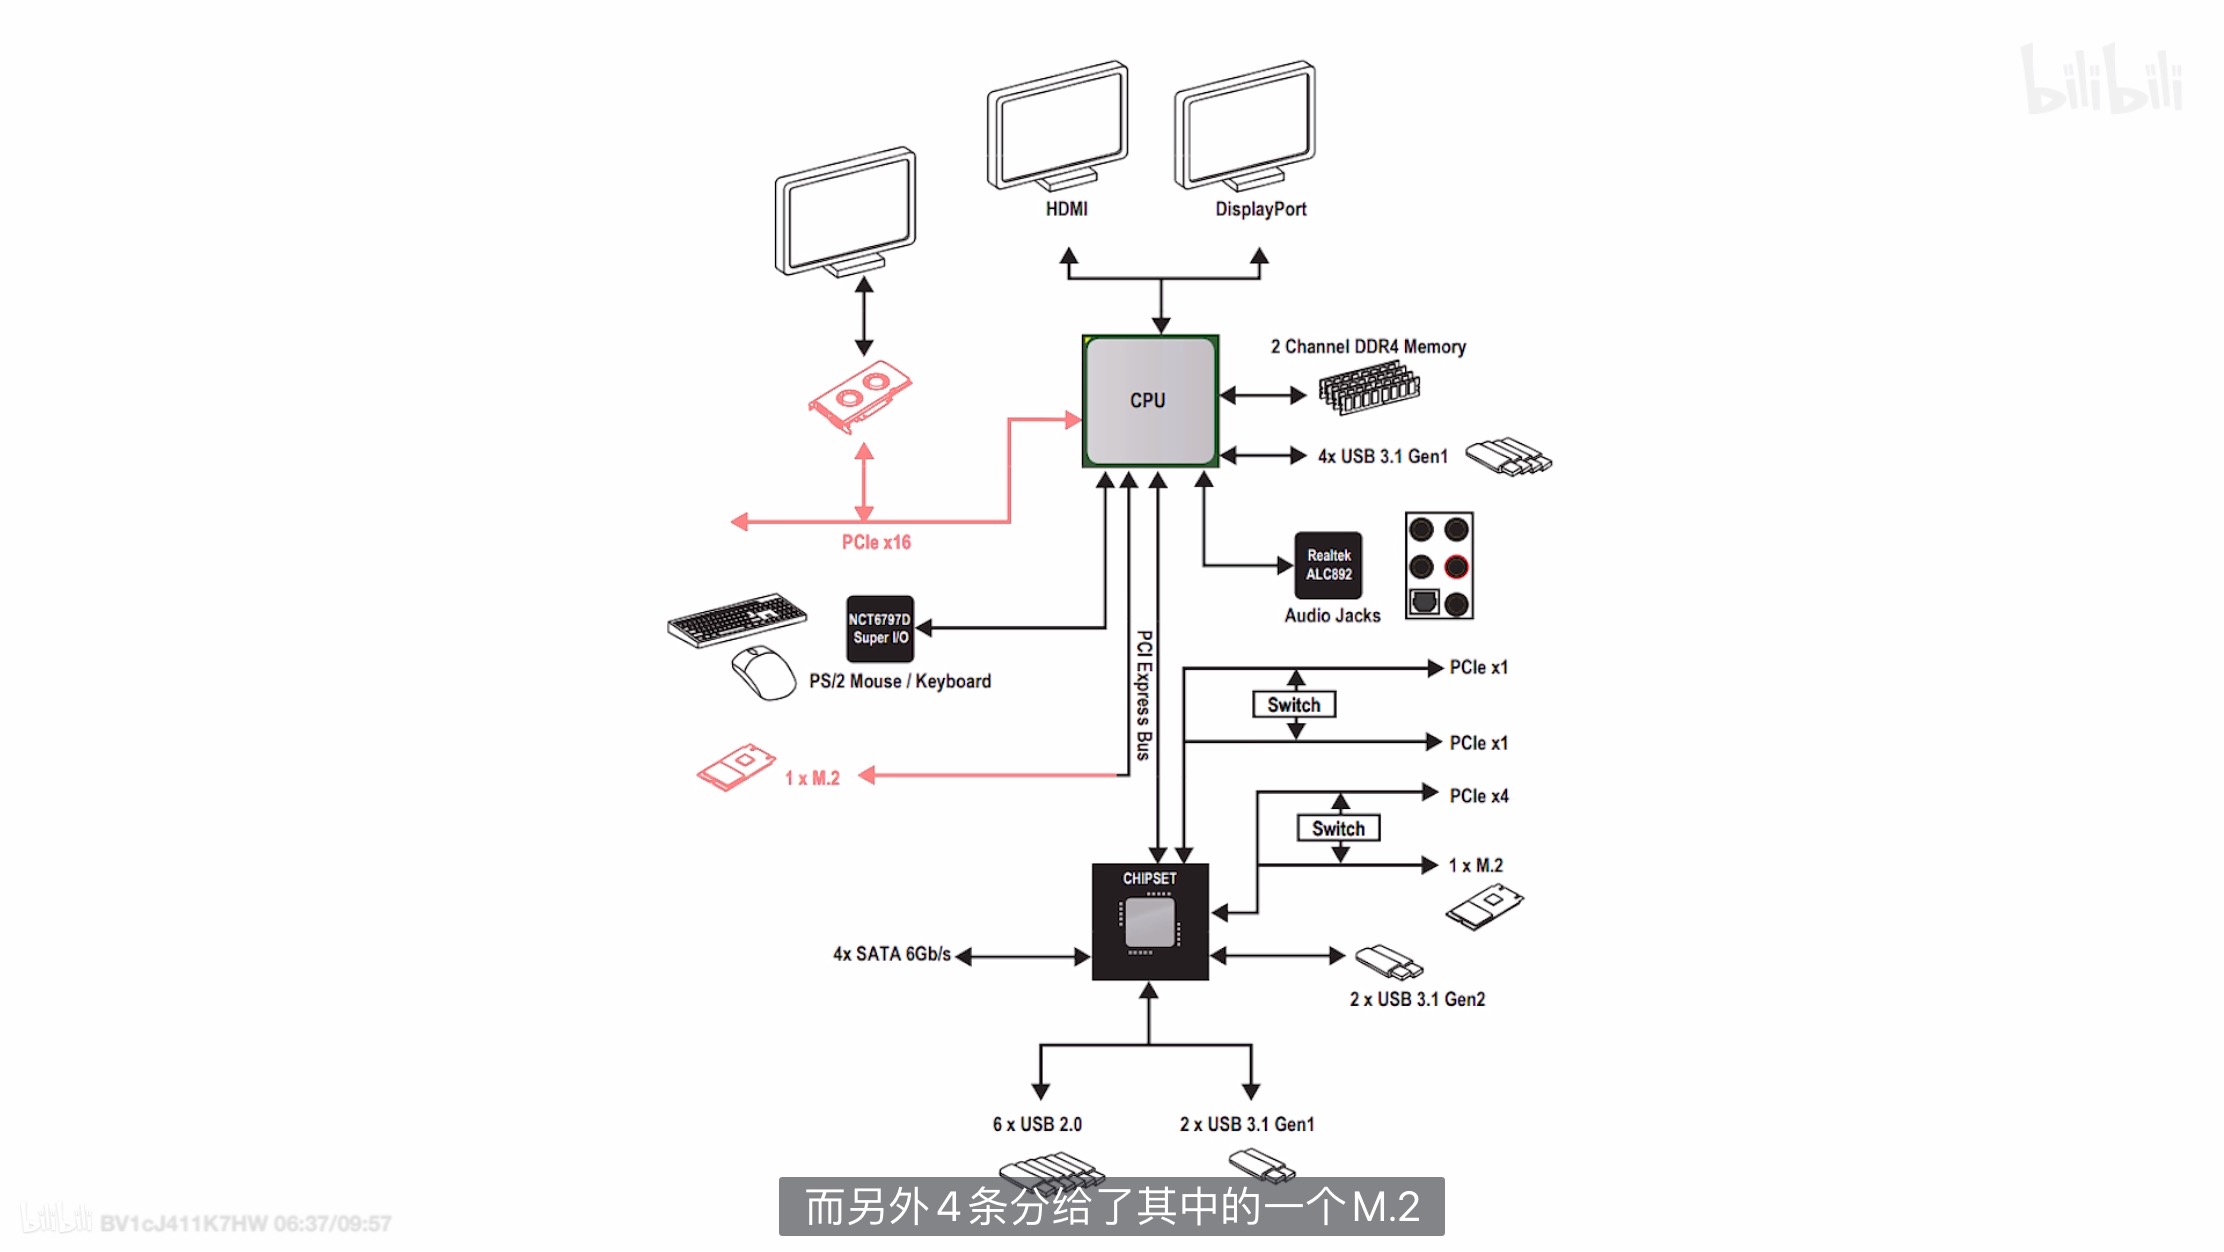 bilibili
HDMI
DisplayPort
2 Channel DDR4 Memory
CPU
4x USB 3.1 Gen1
PCIe x16
Realtek
ALC892
Audio Jacks
NCT6797D
Super I/O
PS/2 Mouse / Keyboard
PCI Express Bus
PCIe x1
Switch
PCIe x1
1 x M.2
PCIe x4
Switch
1 x M.2
CHIPSET
4x SATA 6Gb/s
2 x USB 3.1 Gen2
6 x USB 2.0
2 x USB 3.1 Gen1
而另外4条分给了其中的一个M.2
bilibili BV1cJ411K7HW 06:37/09:57